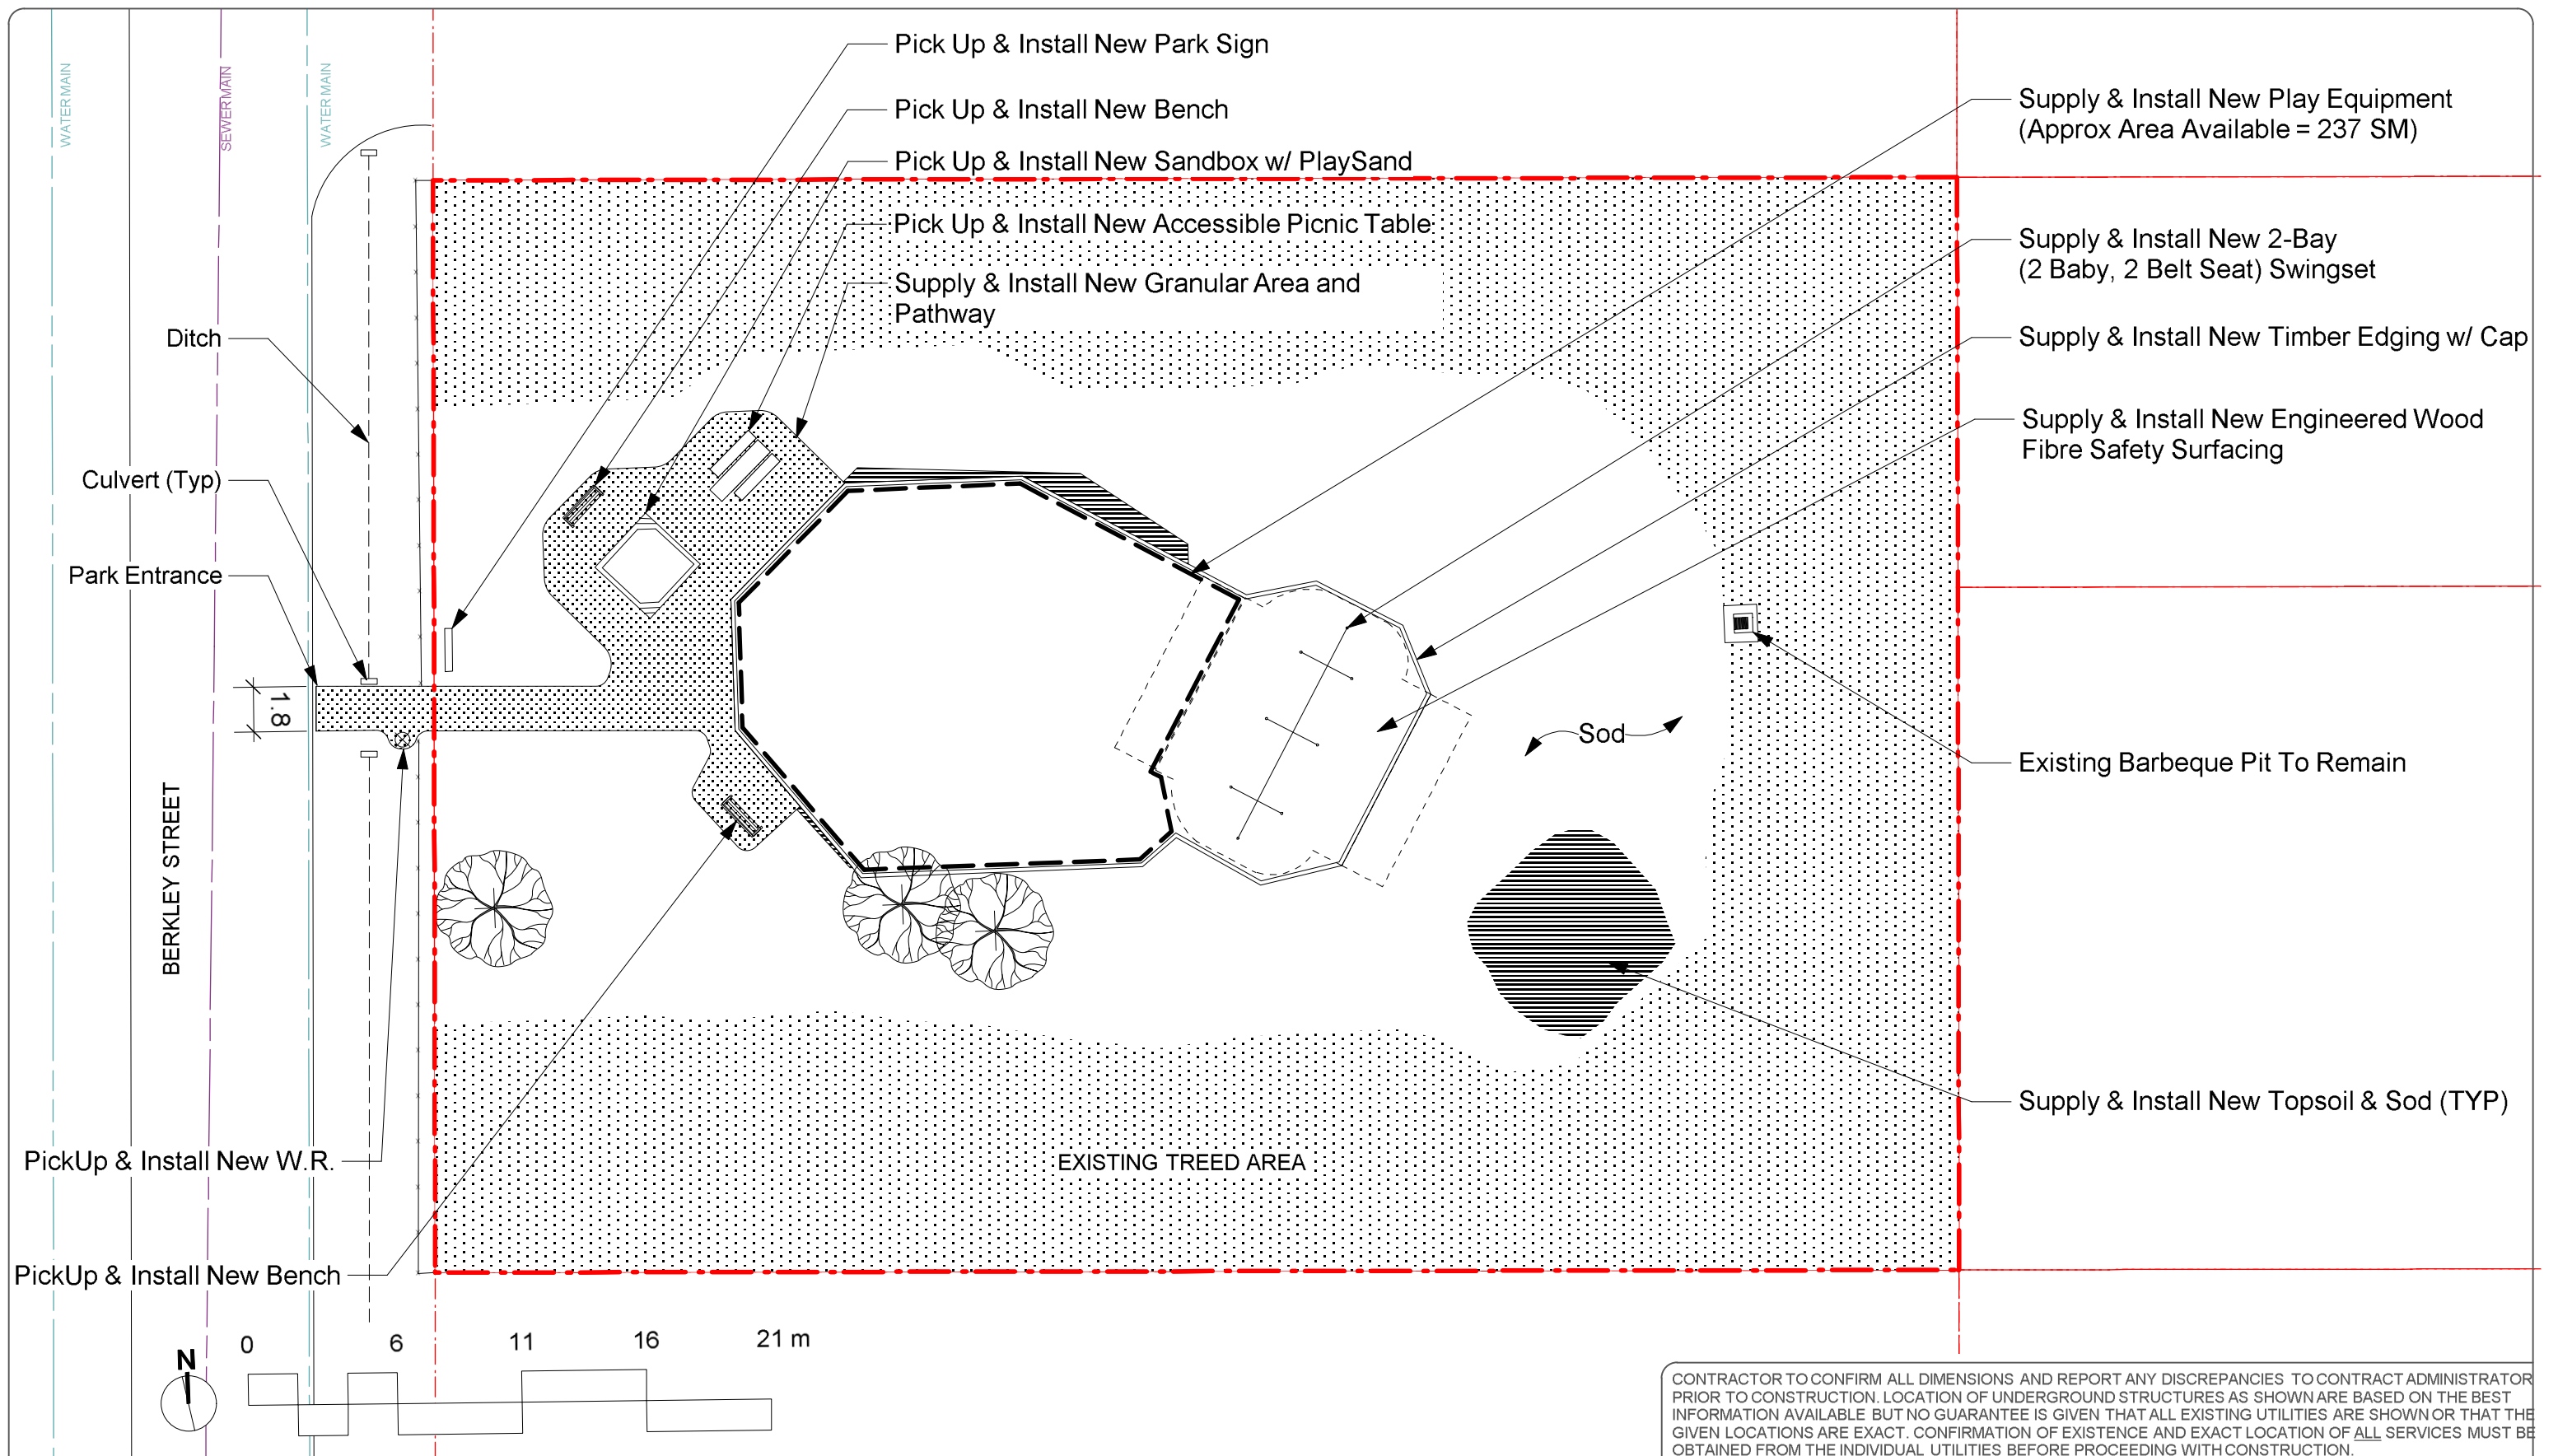 WATER MAIN
SEWER MAIN
WATER MAIN
Pick Up & Install New Park Sign
Pick Up & Install New Bench
Pick Up & Install New Sandbox w/ PlaySand
Pick Up & Install New Accessible Picnic Table
Supply & Install New Granular Area and
Pathway
Supply & Install New Play Equipment
(Approx Area Available = 237 SM)
Supply & Install New 2-Bay
(2 Baby, 2 Belt Seat) Swingset
Supply & Install New Timber Edging w/ Cap
Supply & Install New Engineered Wood
Fibre Safety Surfacing
Ditch
Culvert (Typ)
Park Entrance
1.8
BERKLEY STREET
Sod
Existing Barbeque Pit To Remain
Supply & Install New Topsoil & Sod (TYP)
EXISTING TREED AREA
PickUp & Install New W.R.
PickUp & Install New Bench
N
0 6 11 16 21 m
CONTRACTOR TO CONFIRM ALL DIMENSIONS AND REPORT ANY DISCREPANCIES TO CONTRACT ADMINISTRATOR
PRIOR TO CONSTRUCTION. LOCATION OF UNDERGROUND STRUCTURES AS SHOWN ARE BASED ON THE BEST
INFORMATION AVAILABLE BUT NO GUARANTEE IS GIVEN THAT ALL EXISTING UTILITIES ARE SHOWN OR THAT THE
GIVEN LOCATIONS ARE EXACT. CONFIRMATION OF EXISTENCE AND EXACT LOCATION OF ALL SERVICES MUST BE
OBTAINED FROM THE INDIVIDUAL UTILITIES BEFORE PROCEEDING WITH CONSTRUCTION.